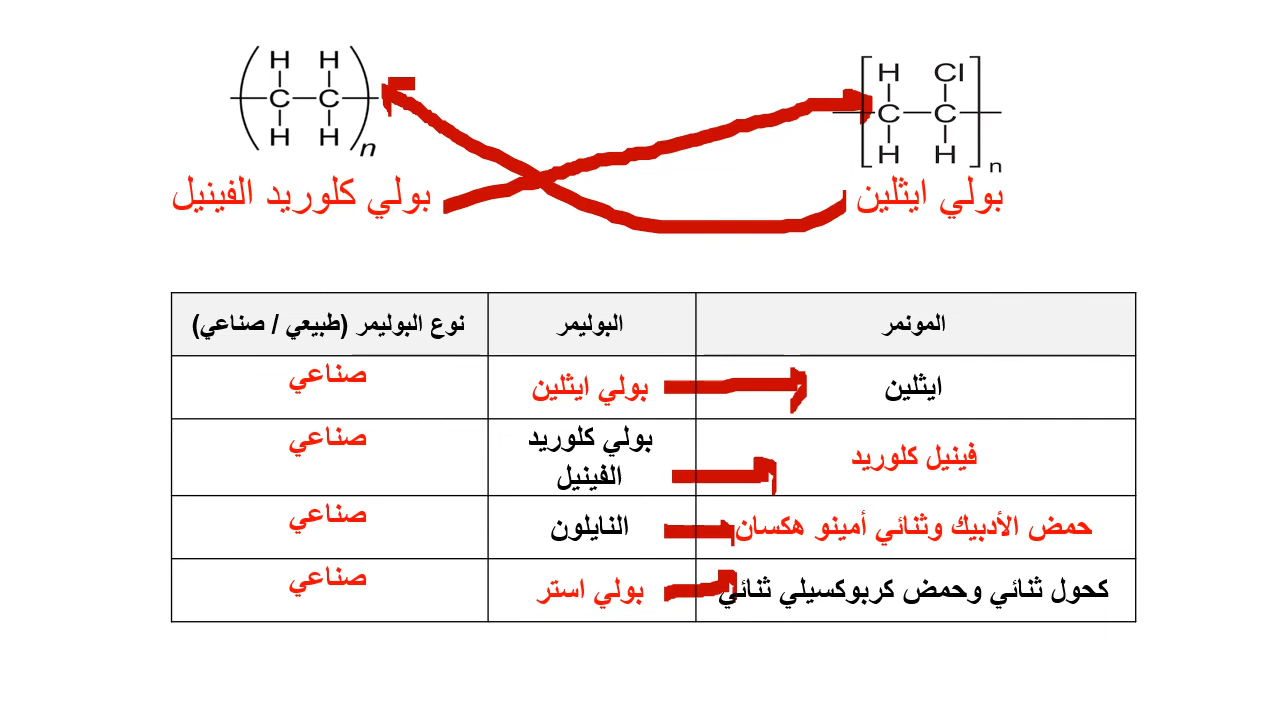 H H
C C
H H
n
H Cl
C C
H H
n
بولي ايثلين
بولي كلوريد الفينيل
المونمر
البوليمر
نوع البوليمر (طبيعي / صناعي)
ايثلين
بولي ايثلين
صناعي
فينيل كلوريد
بولي كلوريد
الفينيل
صناعي
حمض الأدبيك وثنائي أمينو هكسان
النايلون
صناعي
كحول ثنائي وحمض كربوكسيلي ثنائي
بولي استر
صناعي